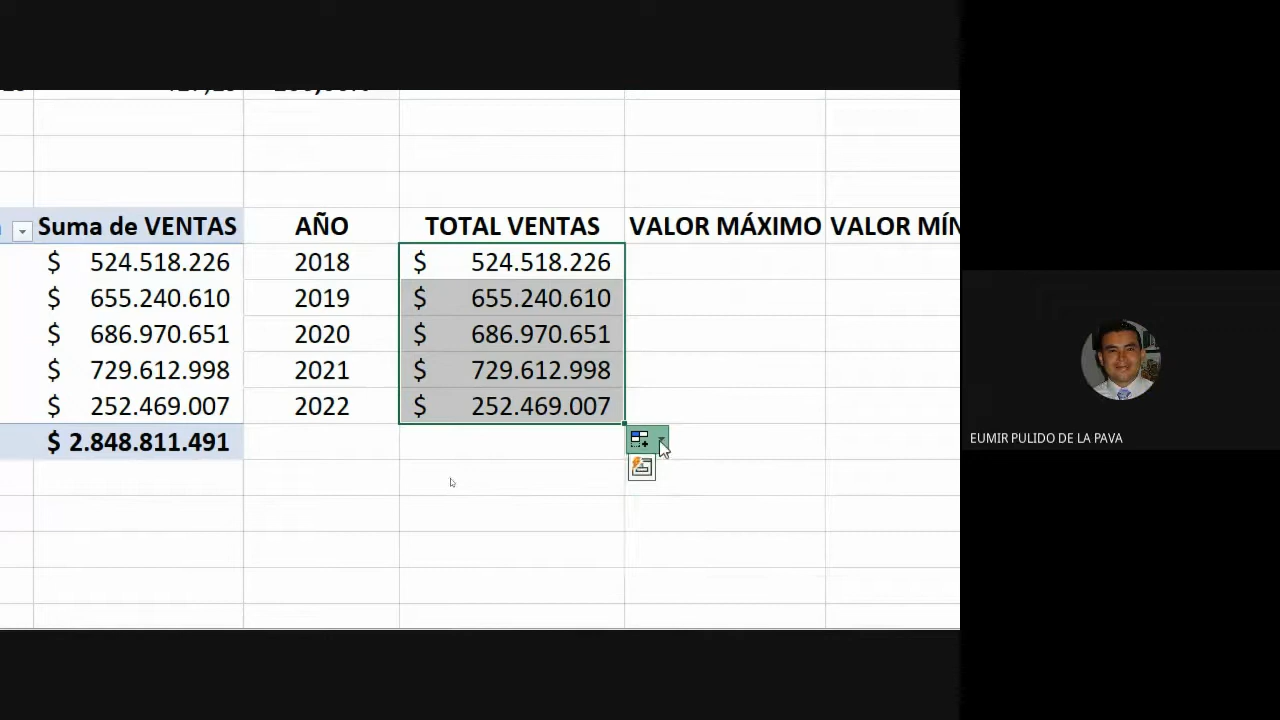 Suma de VENTAS AÑO TOTAL VENTAS VALOR MÁXIMO VALOR MÍN
$ 524.518.226 2018 $ 524.518.226
$ 655.240.610 2019 $ 655.240.610
$ 686.970.651 2020 $ 686.970.651
$ 729.612.998 2021 $ 729.612.998
$ 252.469.007 2022 $ 252.469.007
$ 2.848.811.491
EUMIR PULIDO DE LA PAVA